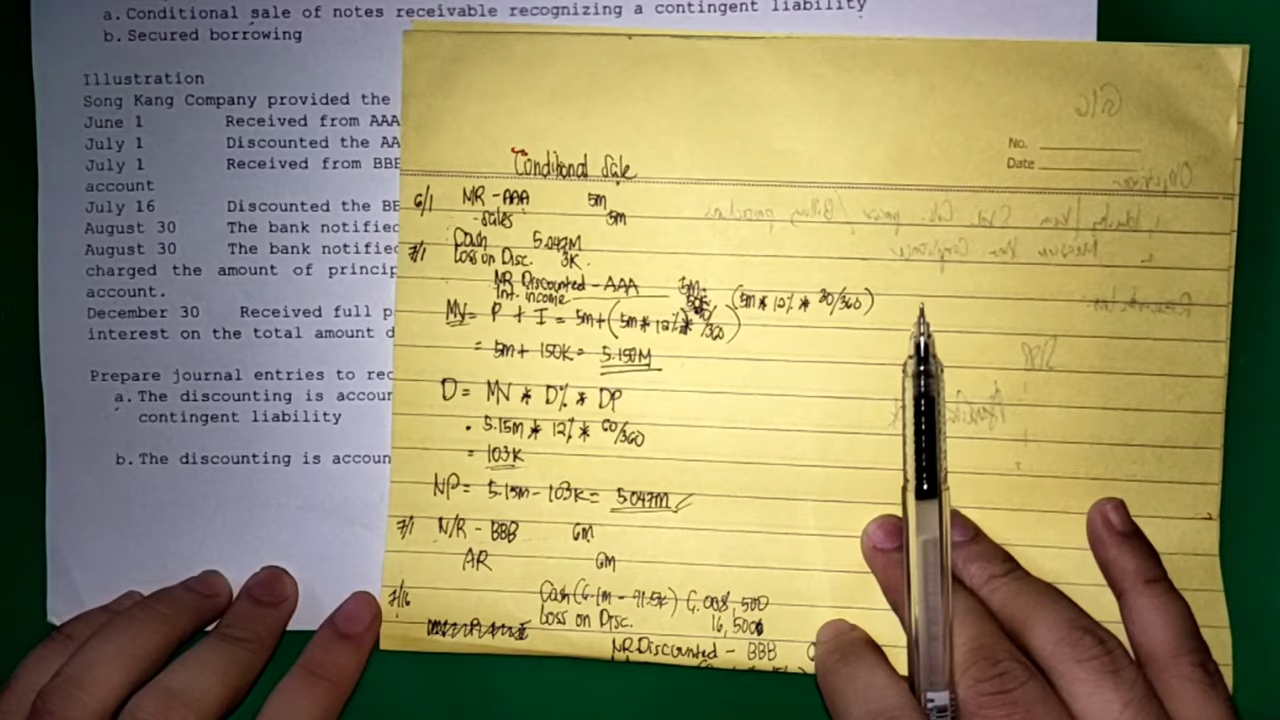 a. Conditional sale of notes receivable recognizing a contingent liability
b. Secured borrowing
Illustration
Song Kang Company provided the
June 1 Received from AAA
July 1 Discounted the AA
July 1 Received from BBB
account
July 16 Discounted the BB
August 30 The bank notified
August 30 The bank notified
charged the amount of princip
account.
December 30 Received full p
interest on the total amount d
Prepare journal entries to rec
a. The discounting is accoun
contingent liability
b. The discounting is accoun
No.
Date
Conditional Sale
6/1 N/R - AAA 5m
-sales 5m
7/1 Cash 5.047M
Loss on Disc. 3K.
NR Discounted - AAA 5m
Int. income (5m * 12% * 30/360)
MV = P + I = 5m + (5m * 12% * /360)
= 5m + 150K = 5.150M
D = MV * D% * DP
= 5.15m * 12% * 60/360
= 103K
NP = 5.15m - 103K = 5.047M
7/1 N/R - BBB 6m
AR 6m
7/16 Cash (6.1m - 91.5K) 6,008,500
Loss on Disc. 16,500
NR Discounted - BBB